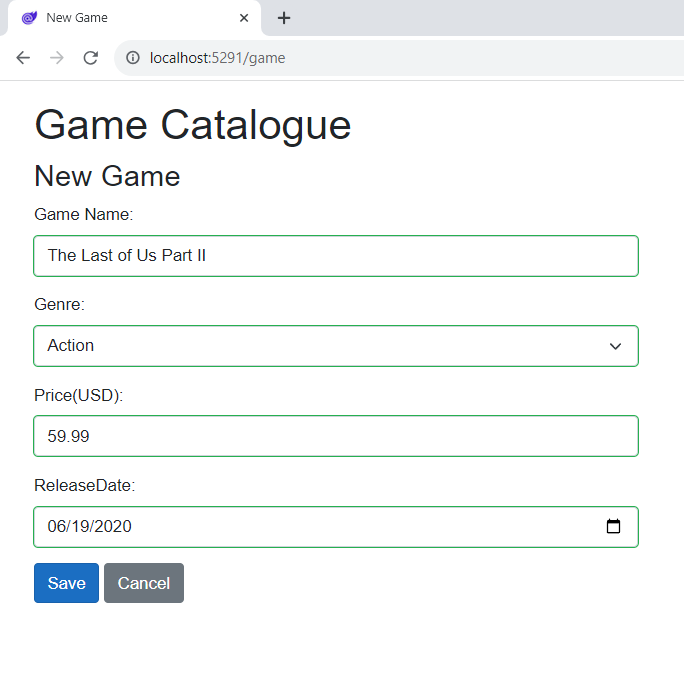 New Game
localhost:5291/game
Game Catalogue
New Game
Game Name:
The Last of Us Part II
Genre:
Action
Price(USD):
59.99
ReleaseDate:
06/19/2020
Save Cancel